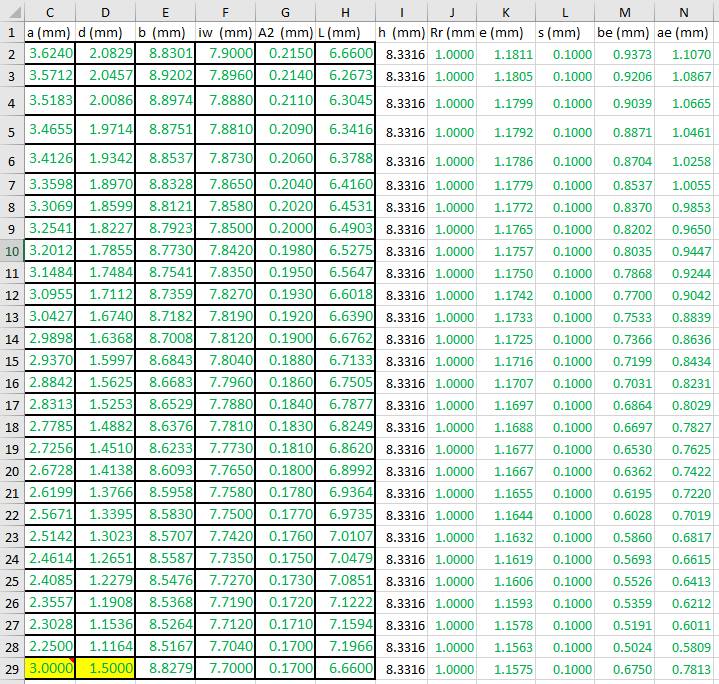 C D E F G H I J K L M N
1 a (mm) d (mm) b (mm) iw (mm) A2 (mm) L (mm) h (mm) Rr (mm e (mm) s (mm) be (mm) ae (mm)
2 3.6240 2.0829 8.8301 7.9000 0.2150 6.6600 8.3316 1.0000 1.1811 0.1000 0.9373 1.1070
3 3.5712 2.0457 8.9202 7.8960 0.2140 6.2673 8.3316 1.0000 1.1805 0.1000 0.9206 1.0867
4 3.5183 2.0086 8.8974 7.8880 0.2110 6.3045 8.3316 1.0000 1.1799 0.1000 0.9039 1.0665
5 3.4655 1.9714 8.8751 7.8810 0.2090 6.3416 8.3316 1.0000 1.1792 0.1000 0.8871 1.0461
6 3.4126 1.9342 8.8537 7.8730 0.2060 6.3788 8.3316 1.0000 1.1786 0.1000 0.8704 1.0258
7 3.3598 1.8970 8.8328 7.8650 0.2040 6.4160 8.3316 1.0000 1.1779 0.1000 0.8537 1.0055
8 3.3069 1.8599 8.8121 7.8580 0.2020 6.4531 8.3316 1.0000 1.1772 0.1000 0.8370 0.9853
9 3.2541 1.8227 8.7923 7.8500 0.2000 6.4903 8.3316 1.0000 1.1765 0.1000 0.8202 0.9650
10 3.2012 1.7855 8.7730 7.8420 0.1980 6.5275 8.3316 1.0000 1.1757 0.1000 0.8035 0.9447
11 3.1484 1.7484 8.7541 7.8350 0.1950 6.5647 8.3316 1.0000 1.1750 0.1000 0.7868 0.9244
12 3.0955 1.7112 8.7359 7.8270 0.1930 6.6018 8.3316 1.0000 1.1742 0.1000 0.7700 0.9042
13 3.0427 1.6740 8.7182 7.8190 0.1920 6.6390 8.3316 1.0000 1.1733 0.1000 0.7533 0.8839
14 2.9898 1.6368 8.7008 7.8120 0.1900 6.6762 8.3316 1.0000 1.1725 0.1000 0.7366 0.8636
15 2.9370 1.5997 8.6843 7.8040 0.1880 6.7133 8.3316 1.0000 1.1716 0.1000 0.7199 0.8434
16 2.8842 1.5625 8.6683 7.7960 0.1860 6.7505 8.3316 1.0000 1.1707 0.1000 0.7031 0.8231
17 2.8313 1.5253 8.6529 7.7880 0.1840 6.7877 8.3316 1.0000 1.1697 0.1000 0.6864 0.8029
18 2.7785 1.4882 8.6376 7.7810 0.1830 6.8249 8.3316 1.0000 1.1688 0.1000 0.6697 0.7827
19 2.7256 1.4510 8.6233 7.7730 0.1810 6.8620 8.3316 1.0000 1.1677 0.1000 0.6530 0.7625
20 2.6728 1.4138 8.6093 7.7650 0.1800 6.8992 8.3316 1.0000 1.1667 0.1000 0.6362 0.7422
21 2.6199 1.3766 8.5958 7.7580 0.1780 6.9364 8.3316 1.0000 1.1655 0.1000 0.6195 0.7220
22 2.5671 1.3395 8.5830 7.7500 0.1770 6.9735 8.3316 1.0000 1.1644 0.1000 0.6028 0.7019
23 2.5142 1.3023 8.5707 7.7420 0.1760 7.0107 8.3316 1.0000 1.1632 0.1000 0.5860 0.6817
24 2.4614 1.2651 8.5587 7.7350 0.1750 7.0479 8.3316 1.0000 1.1619 0.1000 0.5693 0.6615
25 2.4085 1.2279 8.5476 7.7270 0.1730 7.0851 8.3316 1.0000 1.1606 0.1000 0.5526 0.6413
26 2.3557 1.1908 8.5368 7.7190 0.1720 7.1222 8.3316 1.0000 1.1593 0.1000 0.5359 0.6212
27 2.3028 1.1536 8.5264 7.7120 0.1710 7.1594 8.3316 1.0000 1.1578 0.1000 0.5191 0.6011
28 2.2500 1.1164 8.5167 7.7040 0.1700 7.1966 8.3316 1.0000 1.1563 0.1000 0.5024 0.5809
29 3.0000 1.5000 8.8279 7.7000 0.1700 6.6600 8.3316 1.0000 1.1575 0.1000 0.6750 0.7813